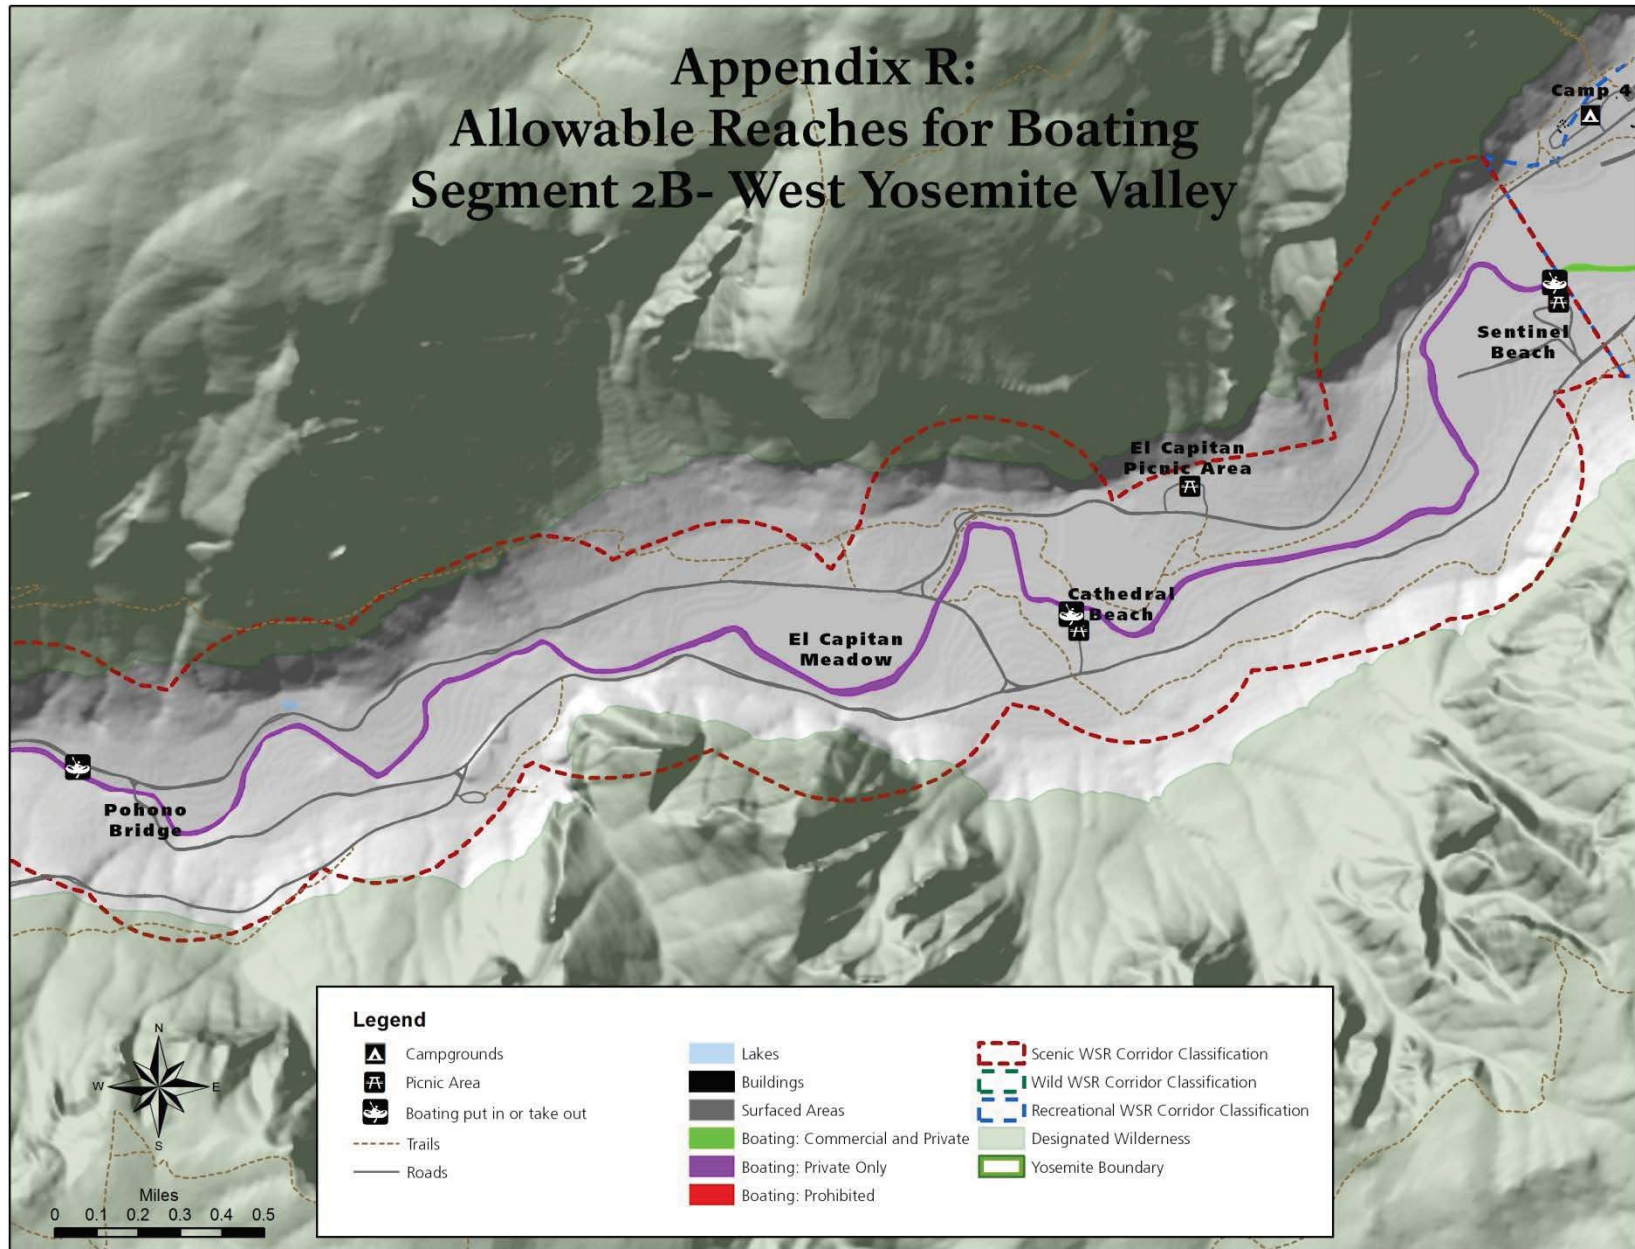 Appendix R:
Allowable Reaches for Boating
Segment 2B- West Yosemite Valley
Camp 4
Sentinel
Beach
El Capitan
Picnic Area
Cathedral
Beach
El Capitan
Meadow
Pohono
Bridge
N
W E
S
Miles
0 0.1 0.2 0.3 0.4 0.5
Legend
Campgrounds
Picnic Area
Boating put in or take out
Trails
Roads
Lakes
Buildings
Surfaced Areas
Boating: Commercial and Private
Boating: Private Only
Boating: Prohibited
Scenic WSR Corridor Classification
Wild WSR Corridor Classification
Recreational WSR Corridor Classification
Designated Wilderness
Yosemite Boundary